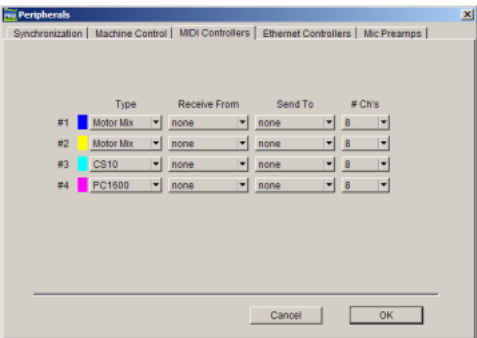 PRO Peripherals
Synchronization Machine Control MIDI Controllers Ethernet Controllers Mic Preamps
Type Receive From Send To # Ch's
#1 Motor Mix none none 8
#2 Motor Mix none none 8
#3 CS10 none none 8
#4 PC1600 none none 8
Cancel OK